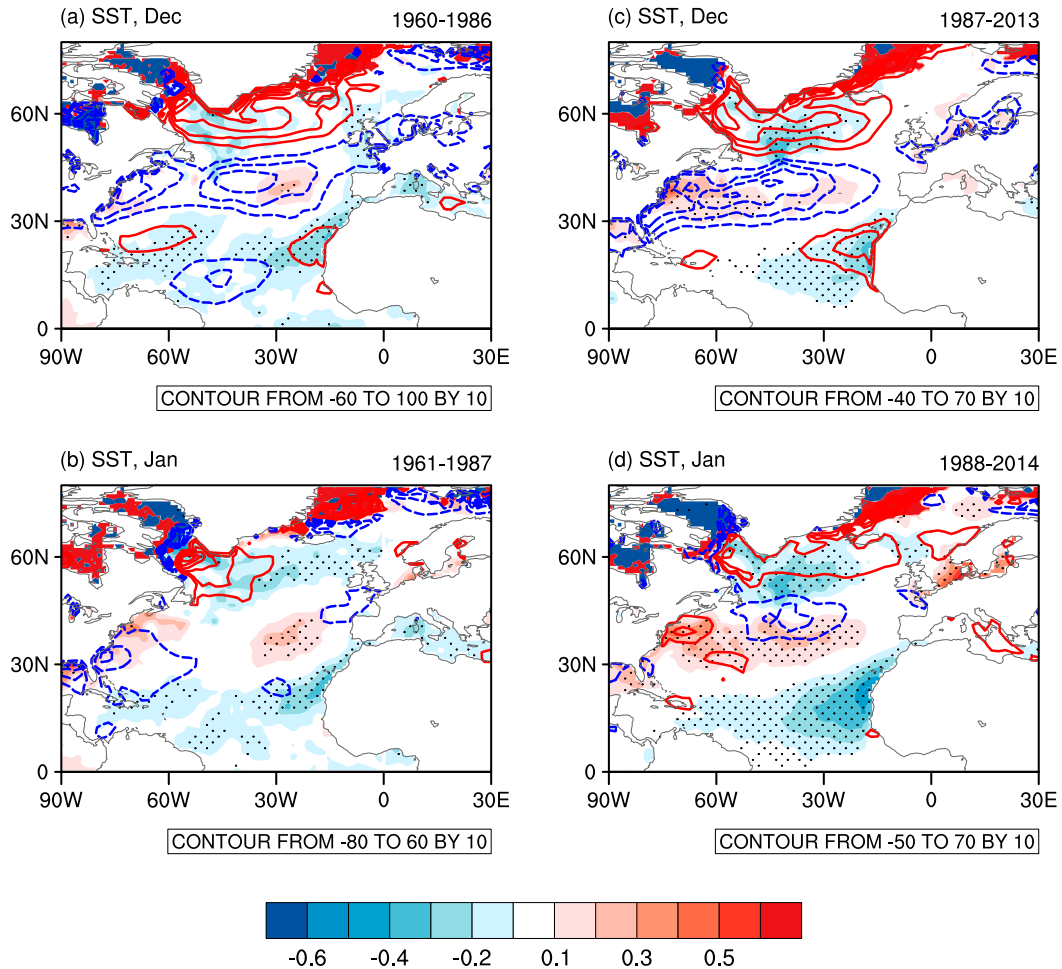 (a) SST, Dec 1960-1986
60N
30N
0
90W 60W 30W 0 30E
CONTOUR FROM -60 TO 100 BY 10
(c) SST, Dec 1987-2013
60N
30N
0
90W 60W 30W 0 30E
CONTOUR FROM -40 TO 70 BY 10
(b) SST, Jan 1961-1987
60N
30N
0
90W 60W 30W 0 30E
CONTOUR FROM -80 TO 60 BY 10
(d) SST, Jan 1988-2014
60N
30N
0
90W 60W 30W 0 30E
CONTOUR FROM -50 TO 70 BY 10
-0.6 -0.4 -0.2 0.1 0.3 0.5